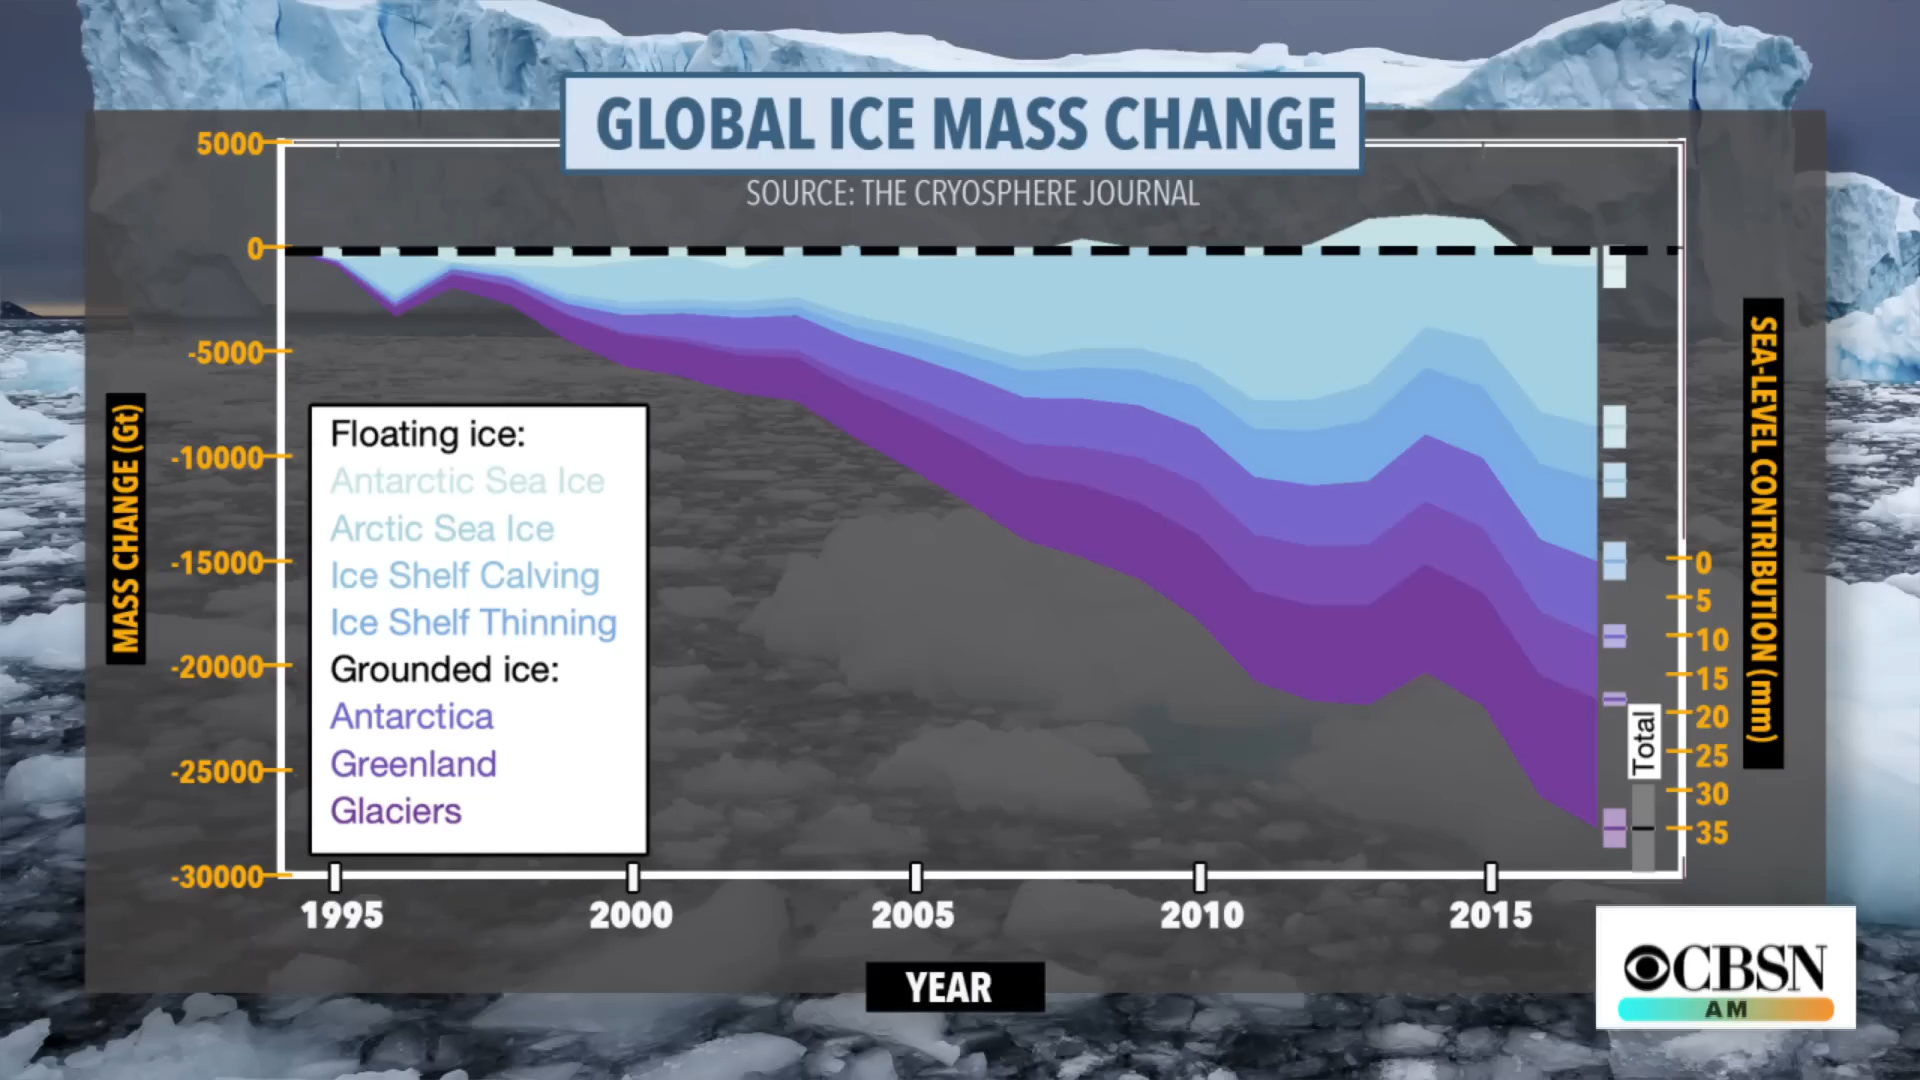 GLOBAL ICE MASS CHANGE
SOURCE: THE CRYOSPHERE JOURNAL
MASS CHANGE (Gt)
5000
0
-5000
-10000
-15000
-20000
-25000
-30000
Floating ice:
Antarctic Sea Ice
Arctic Sea Ice
Ice Shelf Calving
Ice Shelf Thinning
Grounded ice:
Antarctica
Greenland
Glaciers
Total
0
5
10
15
20
25
30
35
SEA-LEVEL CONTRIBUTION (mm)
1995
2000
2005
2010
2015
YEAR
CBSN
AM